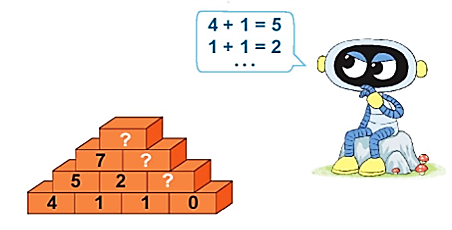 4 + 1 = 5
1 + 1 = 2
...
?
7 ?
5 2 ?
4 1 1 0